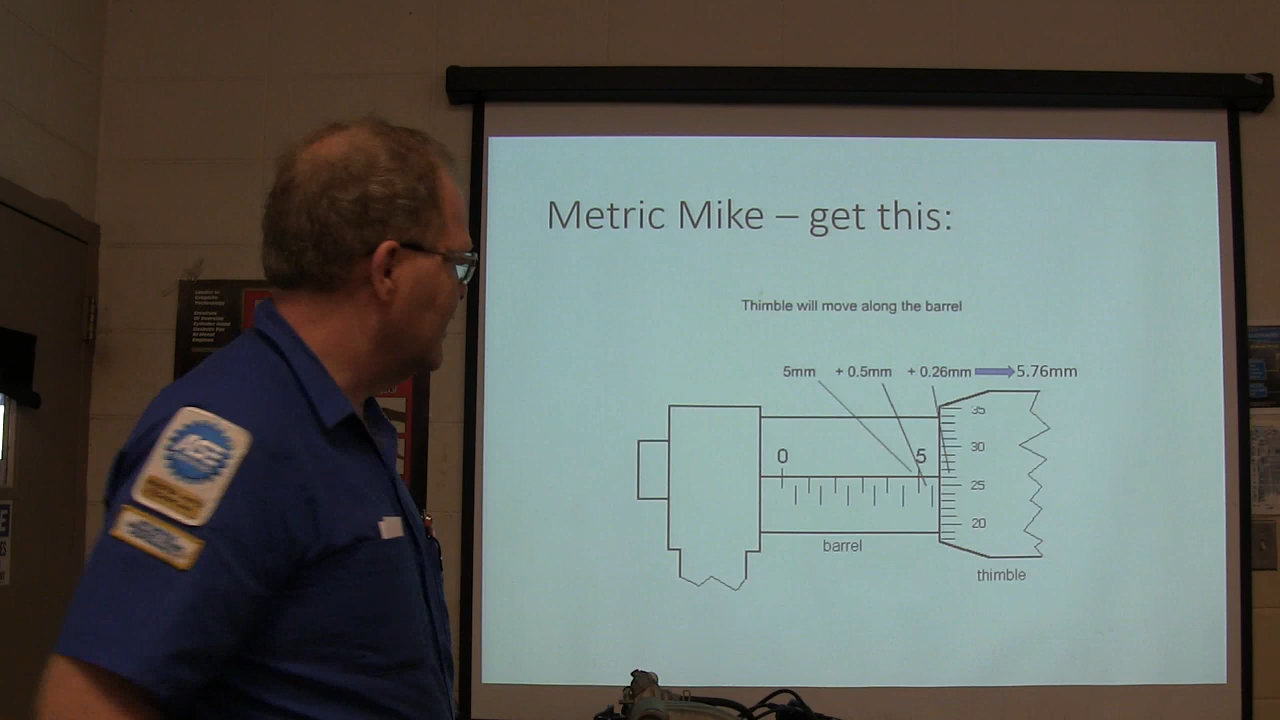 Metric Mike – get this:
Thimble will move along the barrel
5mm + 0.5mm + 0.26mm 5.76mm
35
0 5 30
25
20
barrel
thimble
ASE